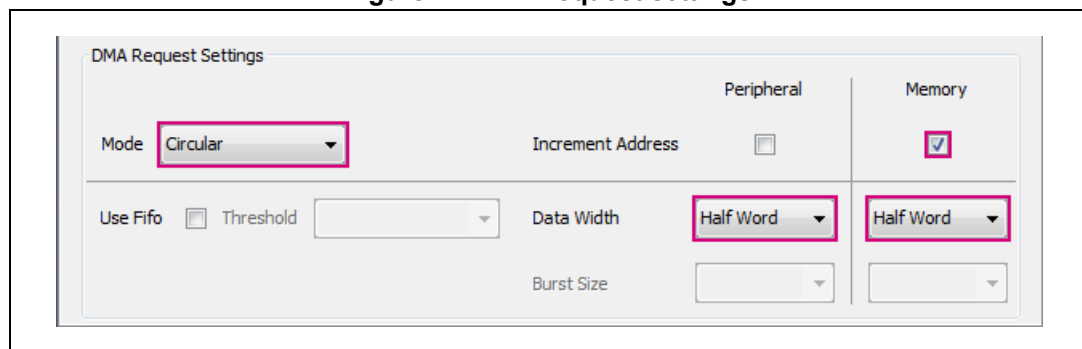 DMA Request Settings
Peripheral Memory
Mode Circular Increment Address
Use Fifo Threshold Data Width Half Word Half Word
Burst Size